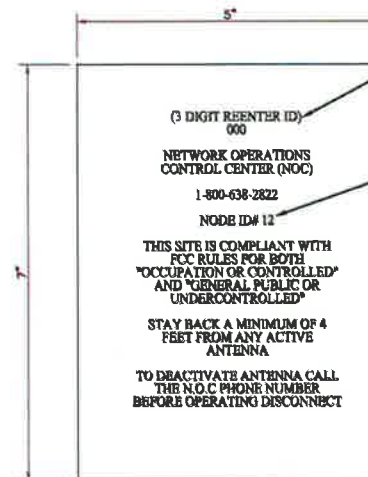 5"
7"
(3 DIGIT REENTER ID)
000
NETWORK OPERATIONS
CONTROL CENTER (NOC)
1-800-638-2822
NODE ID# 12
THIS SITE IS COMPLIANT WITH
FCC RULES FOR BOTH
"OCCUPATION OR CONTROLLED"
AND "GENERAL PUBLIC OR
UNDERCONTROLLED"
STAY BACK A MINIMUM OF 4
FEET FROM ANY ACTIVE
ANTENNA
TO DEACTIVATE ANTENNA CALL
THE N.O.C PHONE NUMBER
BEFORE OPERATING DISCONNECT